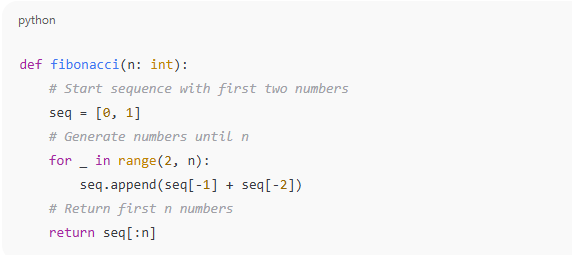 python
def fibonacci(n: int):
    # Start sequence with first two numbers
    seq = [0, 1]
    # Generate numbers until n
    for _ in range(2, n):
        seq.append(seq[-1] + seq[-2])
    # Return first n numbers
    return seq[:n]